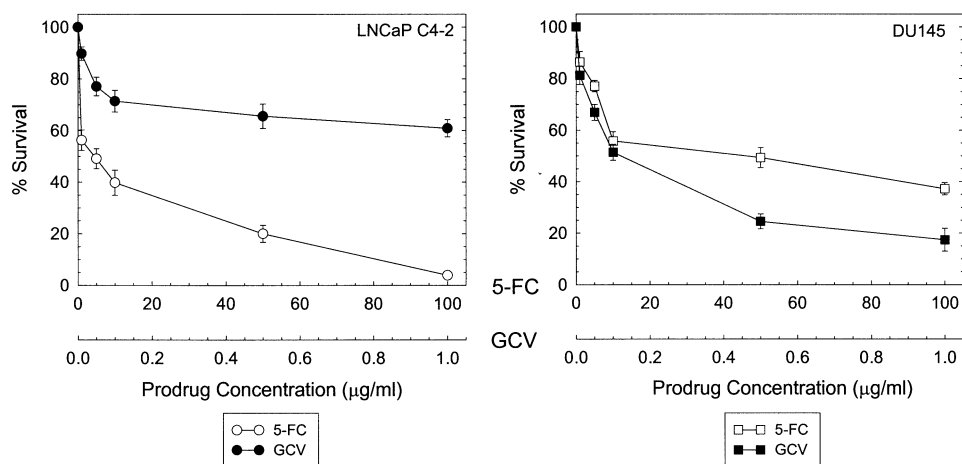 LNCaP C4-2
% Survival
100
80
60
40
20
0
0 20 40 60 80 100
0.0 0.2 0.4 0.6 0.8 1.0
Prodrug Concentration (μg/ml)
5-FC
GCV
5-FC
GCV
DU145
% Survival
100
80
60
40
20
0
0 20 40 60 80 100
0.0 0.2 0.4 0.6 0.8 1.0
Prodrug Concentration (μg/ml)
5-FC
GCV